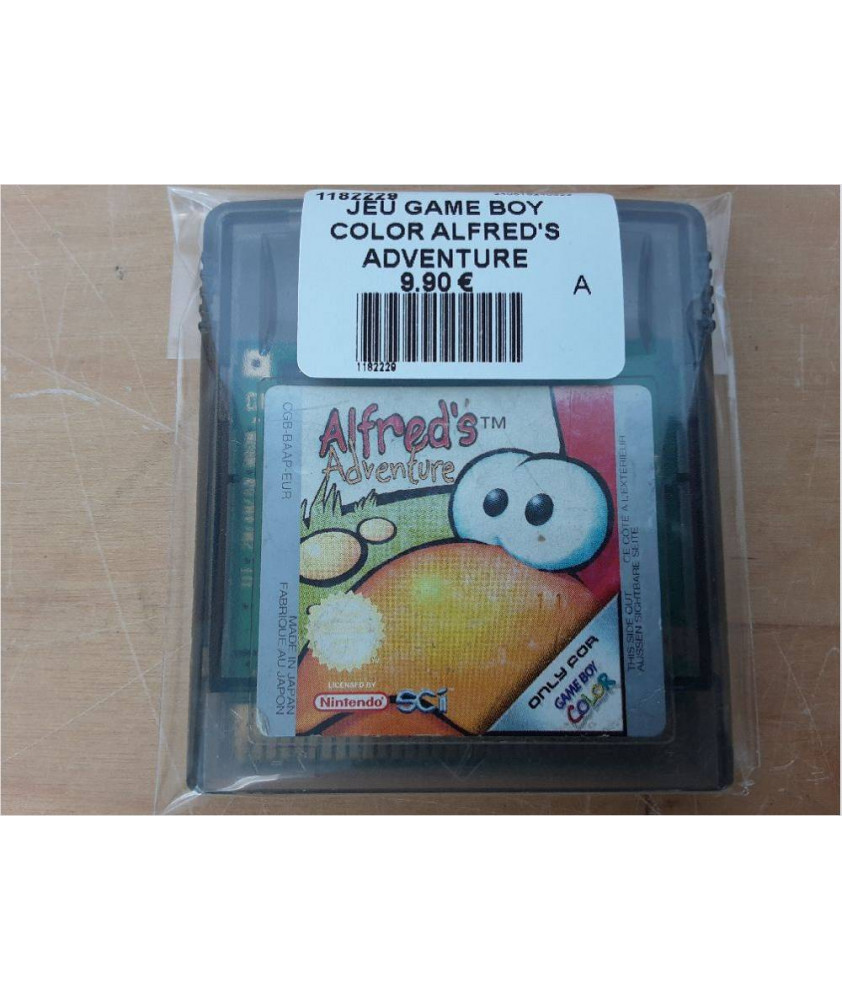 1182229
JEU GAME BOY
COLOR ALFRED'S
ADVENTURE
9.90 €
A
1182229
Alfred's™
Adventure
CGB-BAAP-EUR
MADE IN JAPAN
FABRIQUE AU JAPON
CE COTÉ À L'EXTÉRIEUR
THIS SIDE OUT
AUSSEN SICHTBARE SEITE
LICENSED BY
Nintendo
SCi
ONLY FOR
GAME BOY
COLOR